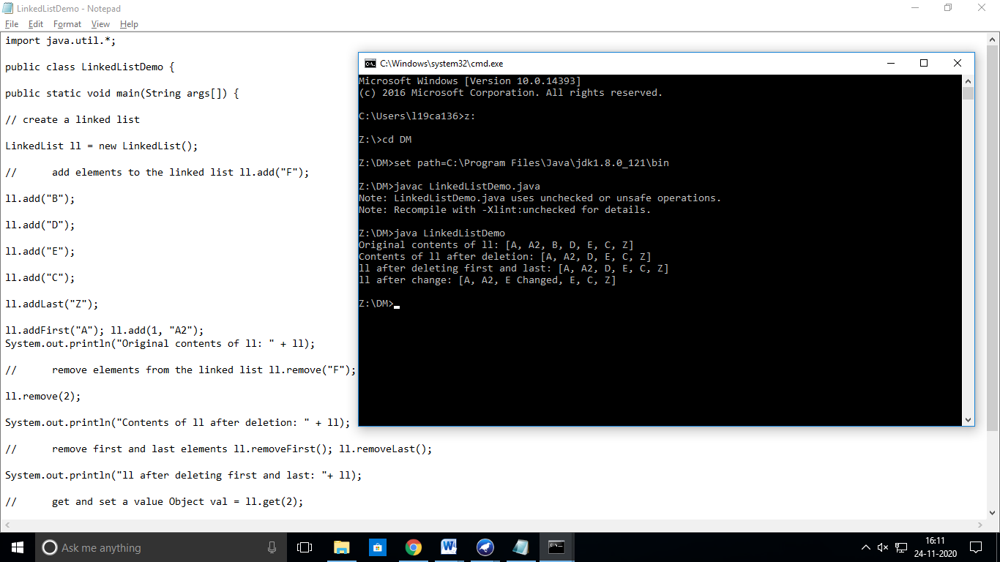 LinkedListDemo - Notepad
File Edit Format View Help
import java.util.*;
public class LinkedListDemo {
public static void main(String args[]) {
// create a linked list
LinkedList ll = new LinkedList();
//      add elements to the linked list ll.add("F");
ll.add("B");
ll.add("D");
ll.add("E");
ll.add("C");
ll.addLast("Z");
ll.addFirst("A"); ll.add(1, "A2");
System.out.println("Original contents of ll: " + ll);
//      remove elements from the linked list ll.remove("F");
ll.remove(2);
System.out.println("Contents of ll after deletion: " + ll);
//      remove first and last elements ll.removeFirst(); ll.removeLast();
System.out.println("ll after deleting first and last: "+ ll);
//      get and set a value Object val = ll.get(2);
C:\Windows\system32\cmd.exe
Microsoft Windows [Version 10.0.14393]
(c) 2016 Microsoft Corporation. All rights reserved.
C:\Users\l19ca136>z:
Z:\>cd DM
Z:\DM>set path=C:\Program Files\Java\jdk1.8.0_121\bin
Z:\DM>javac LinkedListDemo.java
Note: LinkedListDemo.java uses unchecked or unsafe operations.
Note: Recompile with -Xlint:unchecked for details.
Z:\DM>java LinkedListDemo
Original contents of ll: [A, A2, B, D, E, C, Z]
Contents of ll after deletion: [A, A2, D, E, C, Z]
ll after deleting first and last: [A, A2, D, E, C, Z]
ll after change: [A, A2, E Changed, E, C, Z]
Z:\DM>
Ask me anything
16:11
24-11-2020